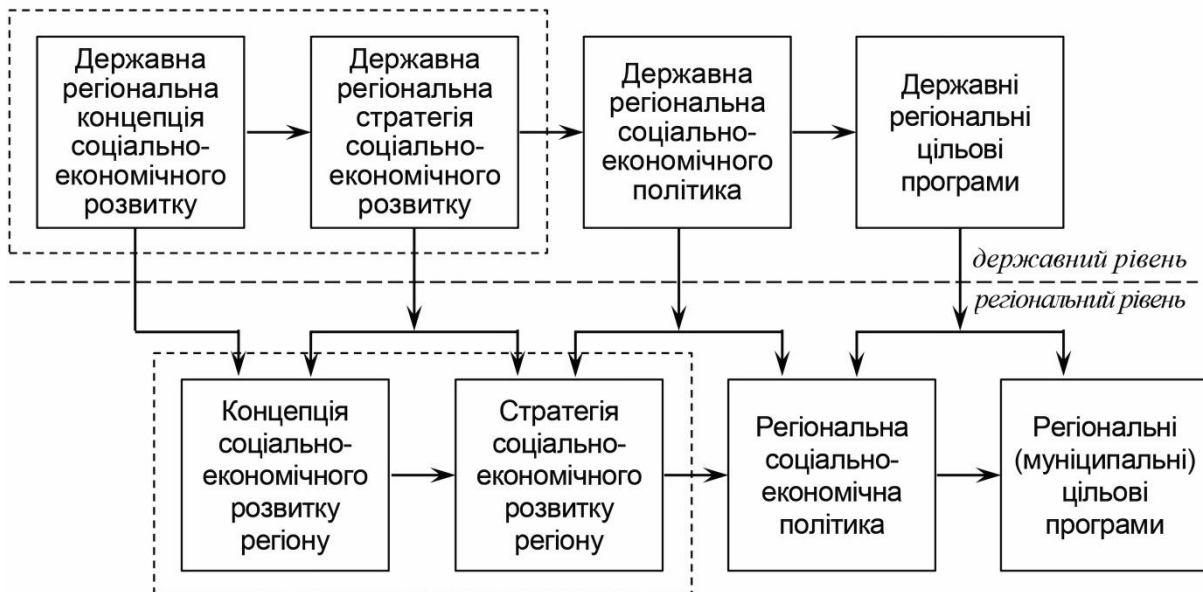 Державна
регіональна
концепція
соціально-
економічного
розвитку
Державна
регіональна
стратегія
соціально-
економічного
розвитку
Державна
регіональна
соціально-
економічного
політика
Державні
регіональні
цільові
програми
державний рівень
регіональний рівень
Концепція
соціально-
економічного
розвитку
регіону
Стратегія
соціально-
економічного
розвитку
регіону
Регіональна
соціально-
економічна
політика
Регіональні
(муніципальні)
цільові
програми